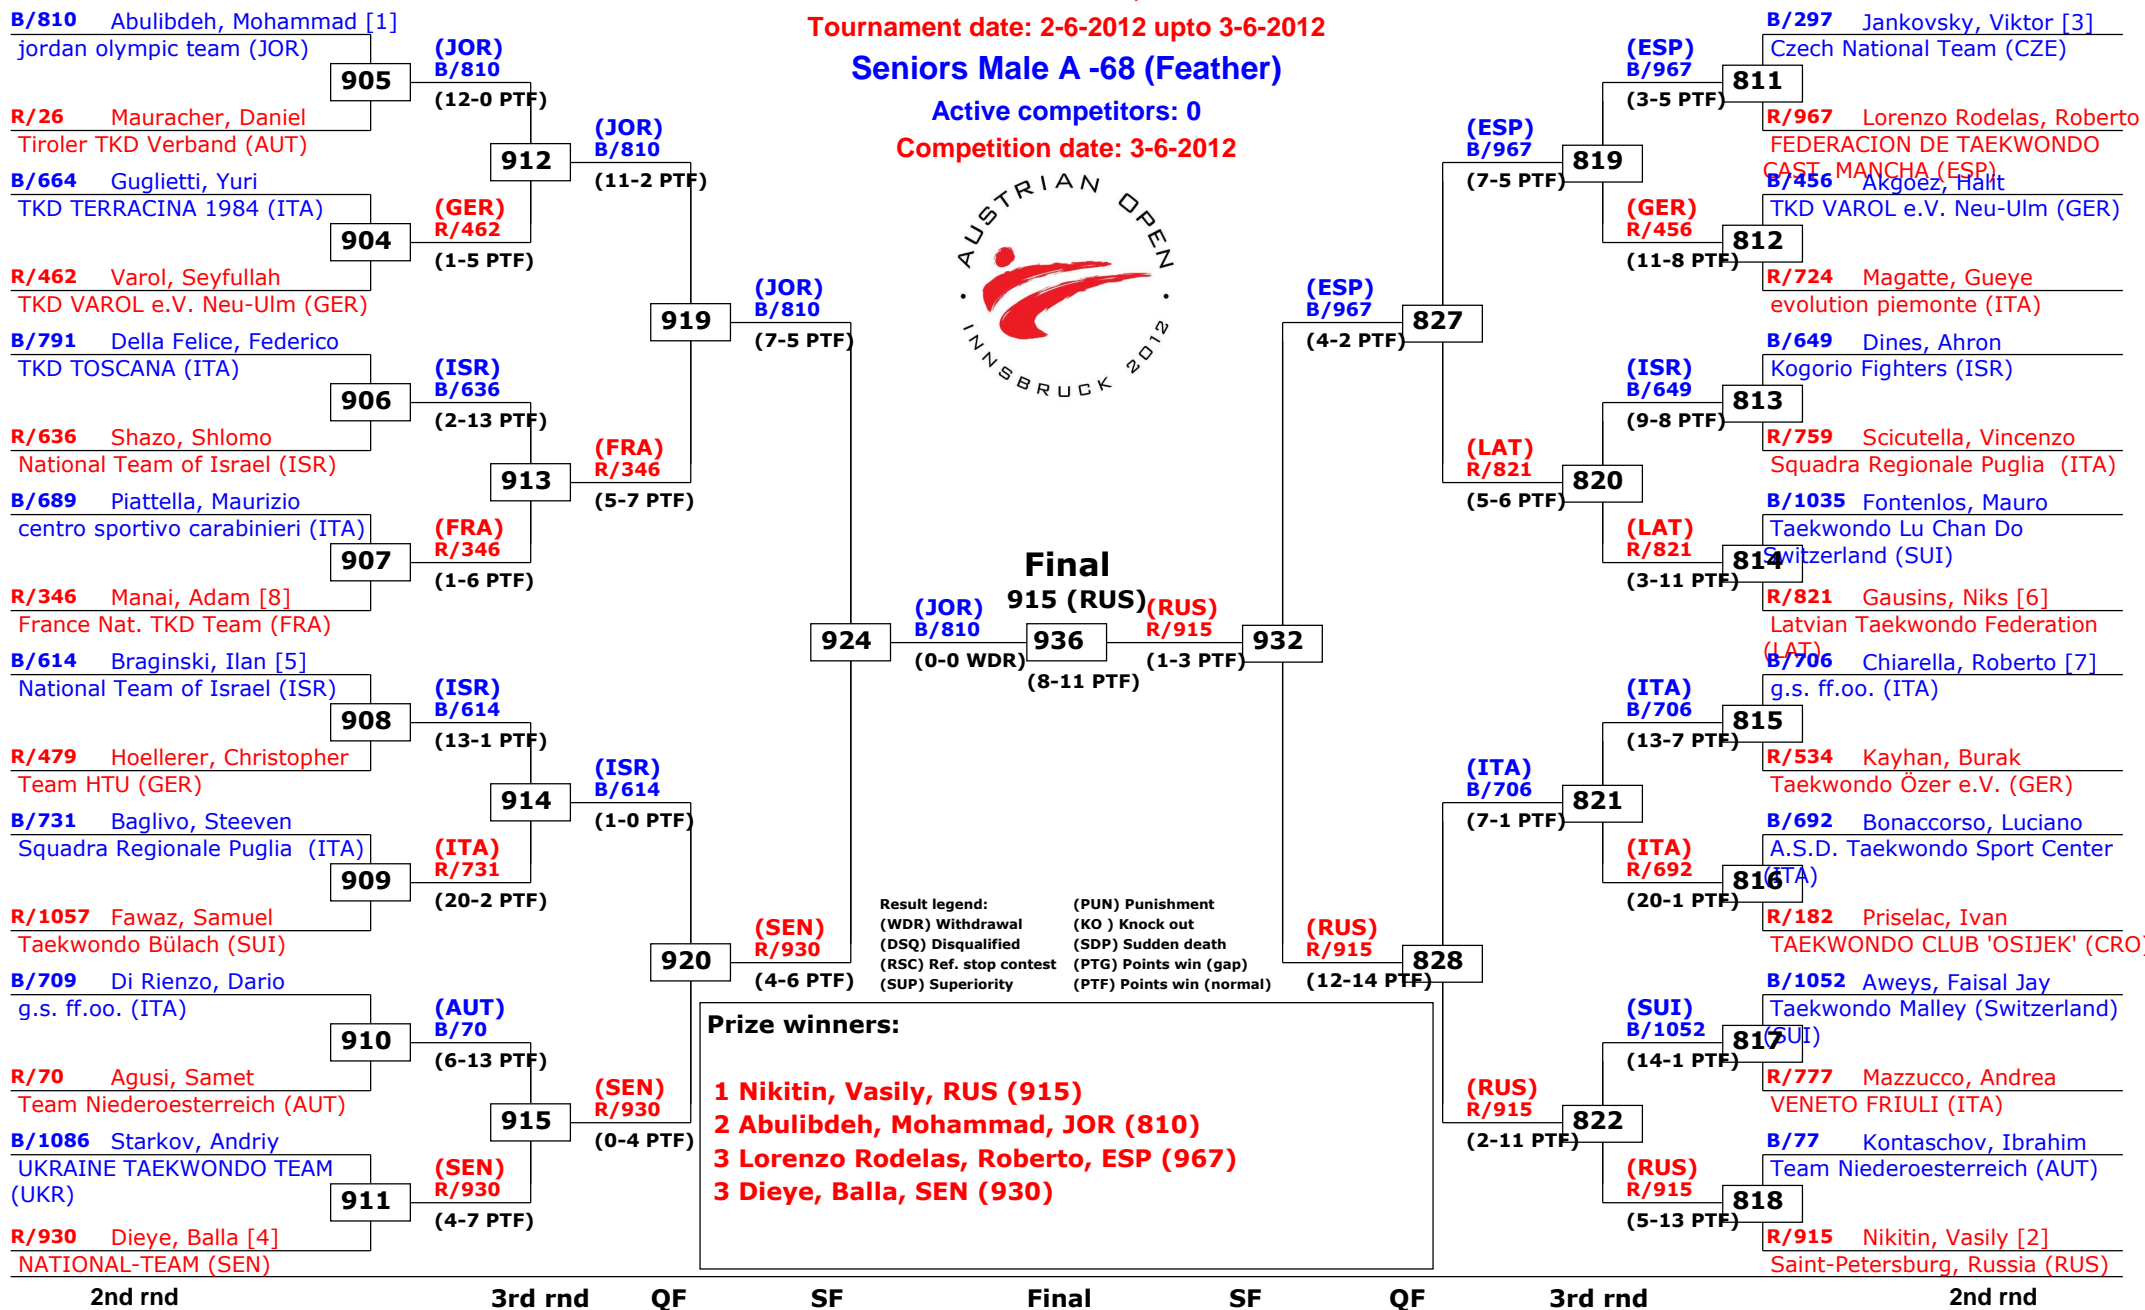 Tournament date: 2-6-2012 upto 3-6-2012
Seniors Male A -68 (Feather)
Active competitors: 0
Competition date: 3-6-2012
AUSTRIAN OPEN
INNSBRUCK 2012
B/810 Abulibdeh, Mohammad [1]
jordan olympic team (JOR)
905
R/26 Mauracher, Daniel
Tiroler TKD Verband (AUT)
B/664 Guglietti, Yuri
TKD TERRACINA 1984 (ITA)
904
R/462 Varol, Seyfullah
TKD VAROL e.V. Neu-Ulm (GER)
B/791 Della Felice, Federico
TKD TOSCANA (ITA)
906
R/636 Shazo, Shlomo
National Team of Israel (ISR)
B/689 Piattella, Maurizio
centro sportivo carabinieri (ITA)
907
R/346 Manai, Adam [8]
France Nat. TKD Team (FRA)
B/614 Braginski, Ilan [5]
National Team of Israel (ISR)
908
R/479 Hoellerer, Christopher
Team HTU (GER)
B/731 Baglivo, Steeven
Squadra Regionale Puglia (ITA)
909
R/1057 Fawaz, Samuel
Taekwondo Bülach (SUI)
B/709 Di Rienzo, Dario
g.s. ff.oo. (ITA)
910
R/70 Agusi, Samet
Team Niederoesterreich (AUT)
B/1086 Starkov, Andriy
UKRAINE TAEKWONDO TEAM
(UKR)
911
R/930 Dieye, Balla [4]
NATIONAL-TEAM (SEN)
(JOR)
B/810
(12-0 PTF)
912
(GER)
R/462
(1-5 PTF)
(ISR)
B/636
(2-13 PTF)
913
(FRA)
R/346
(1-6 PTF)
(ISR)
B/614
(13-1 PTF)
914
(ITA)
R/731
(20-2 PTF)
(AUT)
B/70
(6-13 PTF)
915
(SEN)
R/930
(4-7 PTF)
(JOR)
B/810
(11-2 PTF)
919
(FRA)
R/346
(5-7 PTF)
(ISR)
B/614
(1-0 PTF)
920
(SEN)
R/930
(0-4 PTF)
(JOR)
B/810
(7-5 PTF)
924
(SEN)
R/930
(4-6 PTF)
(JOR)
B/810
(0-0 WDR)
Final
915 (RUS)
936
(8-11 PTF)
(RUS)
R/915
(1-3 PTF)
932
(ESP)
B/967
(4-2 PTF)
827
(RUS)
R/915
(12-14 PTF)
828
(ESP)
B/967
(7-5 PTF)
819
(LAT)
R/821
(5-6 PTF)
820
(ITA)
B/706
(7-1 PTF)
821
(RUS)
R/915
(2-11 PTF)
822
(ESP)
B/967
(3-5 PTF)
811
(GER)
R/456
(11-8 PTF)
812
(ISR)
B/649
(9-8 PTF)
813
(LAT)
R/821
(3-11 PTF)
814
(ITA)
B/706
(13-7 PTF)
815
(ITA)
R/692
(20-1 PTF)
816
(SUI)
B/1052
(14-1 PTF)
817
(RUS)
R/915
(5-13 PTF)
818
B/297 Jankovsky, Viktor [3]
Czech National Team (CZE)
R/967 Lorenzo Rodelas, Roberto
FEDERACION DE TAEKWONDO
CAST. MANCHA (ESP)
B/456 Akgoez, Halit
TKD VAROL e.V. Neu-Ulm (GER)
R/724 Magatte, Gueye
evolution piemonte (ITA)
B/649 Dines, Ahron
Kogorio Fighters (ISR)
R/759 Scicutella, Vincenzo
Squadra Regionale Puglia (ITA)
B/1035 Fontenlos, Mauro
Taekwondo Lu Chan Do
Switzerland (SUI)
R/821 Gausins, Niks [6]
Latvian Taekwondo Federation
(LAT)
B/706 Chiarella, Roberto [7]
g.s. ff.oo. (ITA)
R/534 Kayhan, Burak
Taekwondo Özer e.V. (GER)
B/692 Bonaccorso, Luciano
A.S.D. Taekwondo Sport Center
(ITA)
R/182 Priselac, Ivan
TAEKWONDO CLUB 'OSIJEK' (CRO)
B/1052 Aweys, Faisal Jay
Taekwondo Malley (Switzerland)
(SUI)
R/777 Mazzucco, Andrea
VENETO FRIULI (ITA)
B/77 Kontaschov, Ibrahim
Team Niederoesterreich (AUT)
R/915 Nikitin, Vasily [2]
Saint-Petersburg, Russia (RUS)
Result legend: (PUN) Punishment
(WDR) Withdrawal (KO ) Knock out
(DSQ) Disqualified (SDP) Sudden death
(RSC) Ref. stop contest (PTG) Points win (gap)
(SUP) Superiority (PTF) Points win (normal)
Prize winners:
1 Nikitin, Vasily, RUS (915)
2 Abulibdeh, Mohammad, JOR (810)
3 Lorenzo Rodelas, Roberto, ESP (967)
3 Dieye, Balla, SEN (930)
2nd rnd 3rd rnd QF SF Final SF QF 3rd rnd 2nd rnd